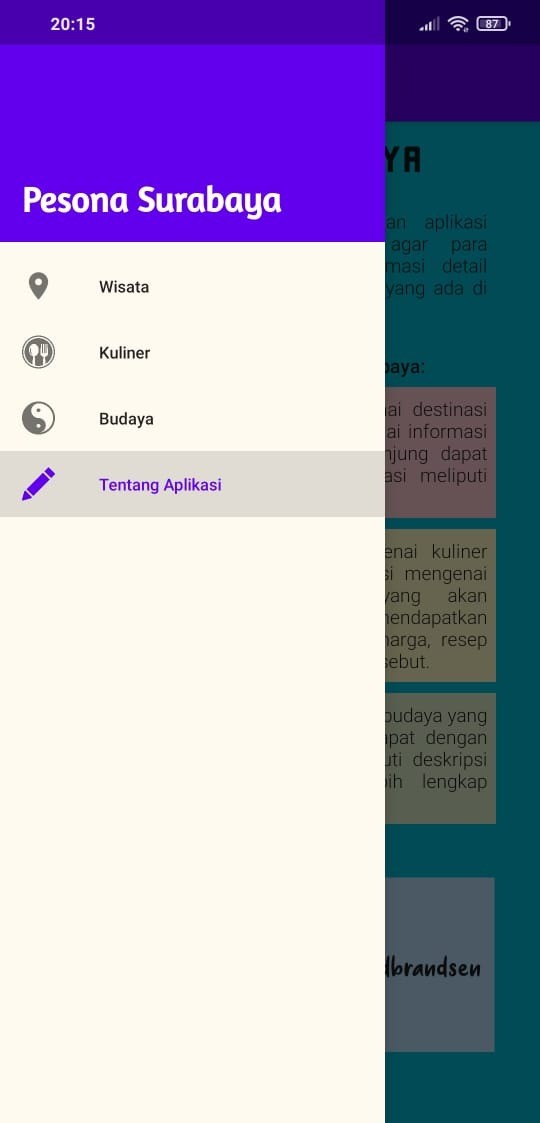 20:15
87
Pesona Surabaya
Wisata
Kuliner
Budaya
Tentang Aplikasi
YA
an aplikasi
agar para
masi detail
yang ada di
baya:
ai destinasi
ai informasi
njung dapat
asi meliputi
enai kuliner
si mengenai
yang akan
mendapatkan
harga, resep
sebut.
budaya yang
apat dengan
uti deskripsi
bih lengkap
dbrandsen